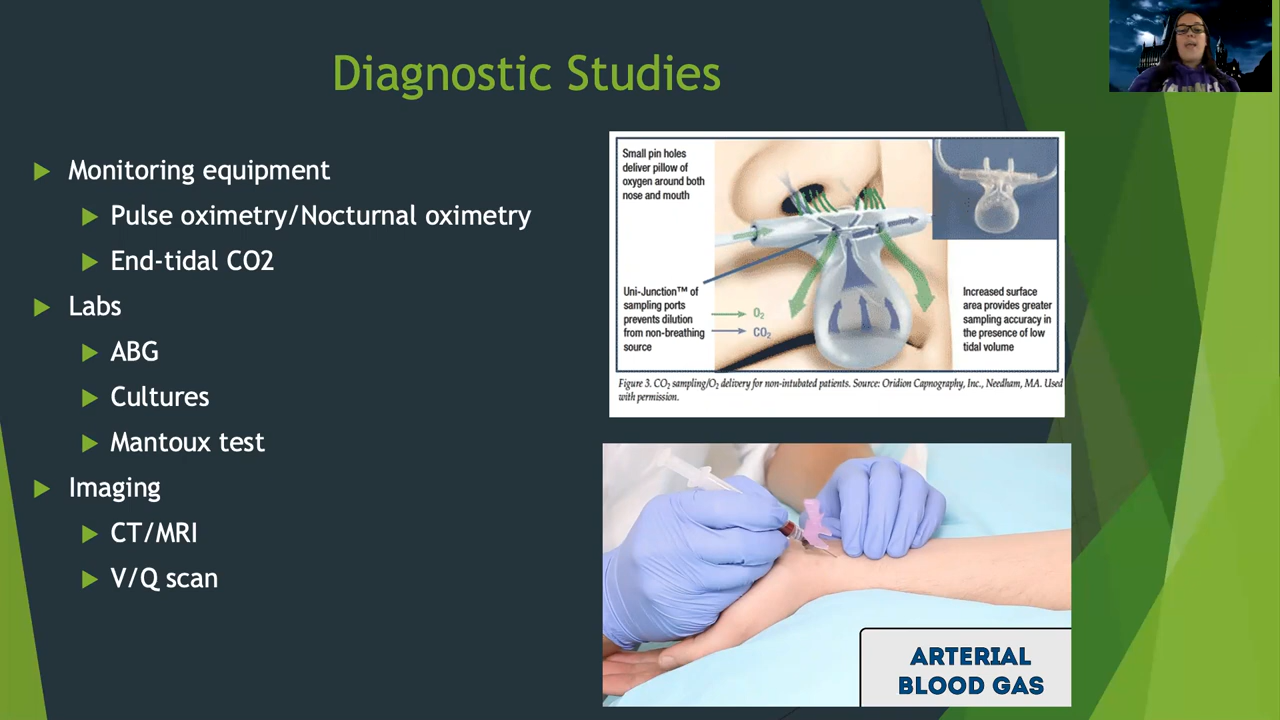 Diagnostic Studies
Monitoring equipment
Pulse oximetry/Nocturnal oximetry
End-tidal CO2
Labs
ABG
Cultures
Mantoux test
Imaging
CT/MRI
V/Q scan
Small pin holes
deliver pillow of
oxygen around both
nose and mouth
Uni-Junction™ of
sampling ports
prevents dilution
from non-breathing
source
O₂
CO₂
Increased surface
area provides greater
sampling accuracy in
the presence of low
tidal volume
Figure 3. CO₂ sampling/O₂ delivery for non-intubated patients. Source: Oridion Capnography, Inc., Needham, MA. Used
with permission.
ARTERIAL
BLOOD GAS